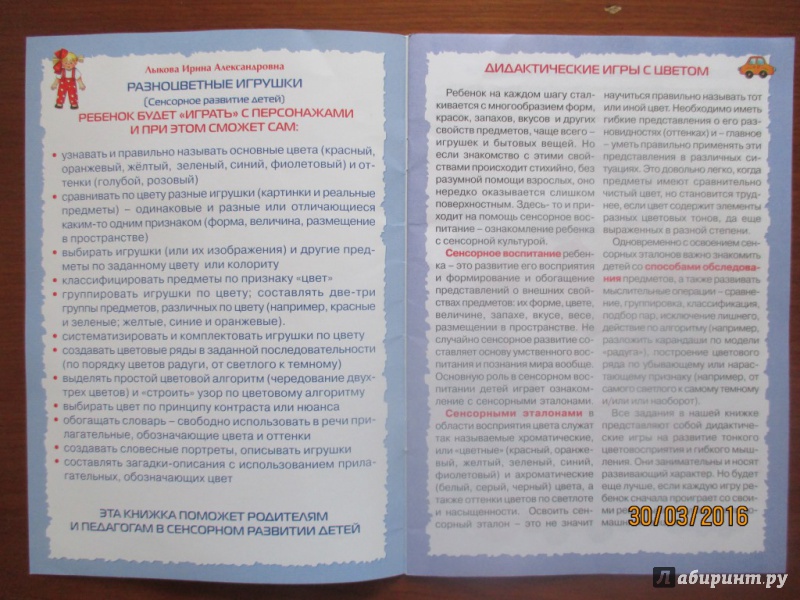 Лыкова Ирина Александровна
РАЗНОЦВЕТНЫЕ ИГРУШКИ
(Сенсорное развитие детей)
РЕБЕНОК БУДЕТ «ИГРАТЬ» С ПЕРСОНАЖАМИ
И ПРИ ЭТОМ СМОЖЕТ САМ:
• узнавать и правильно называть основные цвета (красный,
оранжевый, жёлтый, зеленый, синий, фиолетовый) и от-
тенки (голубой, розовый)
• сравнивать по цвету разные игрушки (картинки и реальные
предметы) – одинаковые и разные или отличающиеся
каким-то одним признаком (форма, величина, размещение
в пространстве)
• выбирать игрушки (или их изображения) и другие пред-
меты по заданному цвету или колориту
• классифицировать предметы по признаку «цвет»
• группировать игрушки по цвету; составлять две-три
группы предметов, различных по цвету (например, красные
и зеленые; желтые, синие и оранжевые).
• систематизировать и комплектовать игрушки по цвету
• создавать цветовые ряды в заданной последовательности
(по порядку цветов радуги, от светлого к темному)
• выделять простой цветовой алгоритм (чередование двух-
трех цветов) и «строить» узор по цветовому алгоритму
• выбирать цвет по принципу контраста или нюанса
• обогащать словарь – свободно использовать в речи при-
лагательные, обозначающие цвета и оттенки
• создавать словесные портреты, описывать игрушки
• составлять загадки-описания с использованием прила-
гательных, обозначающих цвет
ЭТА КНИЖКА ПОМОЖЕТ РОДИТЕЛЯМ
И ПЕДАГОГАМ В СЕНСОРНОМ РАЗВИТИИ ДЕТЕЙ
ДИДАКТИЧЕСКИЕ ИГРЫ С ЦВЕТОМ
Ребенок на каждом шагу стал-
кивается с многообразием форм,
красок, запахов, вкусов и других
свойств предметов, чаще всего –
игрушек и бытовых вещей. Но
если знакомство с этими свой-
ствами происходит стихийно, без
разумной помощи взрослых, оно
нередко оказывается слишком
поверхностным. Здесь- то и при-
ходит на помощь сенсорное вос-
питание – ознакомление ребенка
с сенсорной культурой.
Сенсорное воспитание ребен-
ка – это развитие его восприятия
и формирование и обогащение
представлений о внешних свой-
ствах предметов: их форме, цвете,
величине, запахе, вкусе, весе,
размещении в пространстве. Не
случайно сенсорное развитие со-
ставляет основу умственного вос-
питания и познания мира вообще.
Основную роль в сенсорном вос-
питании детей играет ознаком-
ление с сенсорными эталонами.
Сенсорными эталонами в
области восприятия цвета служат
так называемые хроматические,
или «цветные» (красный, оранже-
вый, желтый, зеленый, синий,
фиолетовый) и ахроматические
(белый, серый, черный) цвета, а
также оттенки цветов по светлоте
и насыщенности. Освоить сен-
сорный эталон – это не значит
научиться правильно называть тот
или иной цвет. Необходимо иметь
гибкие представления о его раз-
новидностях (оттенках) и – главное
– уметь правильно применять эти
представления в различных си-
туациях. Это довольно легко, когда
предметы имеют сравнительно
чистый цвет, но становится труд-
нее, если цвет содержит элементы
разных цветовых тонов, да еще
выраженных в разной степени.
Одновременно с освоением сен-
сорных эталонов важно знакомить
детей со способами обследова-
ния предметов, а также развивать
мыслительные операции – сравне-
ние, группировка, классификация,
подбор пар, исключение лишнего,
действие по алгоритму (например,
разложить карандаши по модели
«радуга»), построение цветового
ряда по убывающему или нарас-
тающему признаку (например, от
самого светлого к самому темному
и/или или наоборот).
Все задания в нашей книжке
представляют собой дидактиче-
ские игры на развитие тонкого
цветовосприятия и гибкого мыш-
ления. Они занимательны и носят
развивающий характер. Но будет
еще лучше, если каждую игру ре-
бенок сначала проиграет со свои-
30/03/2016
Лабиринт.ру